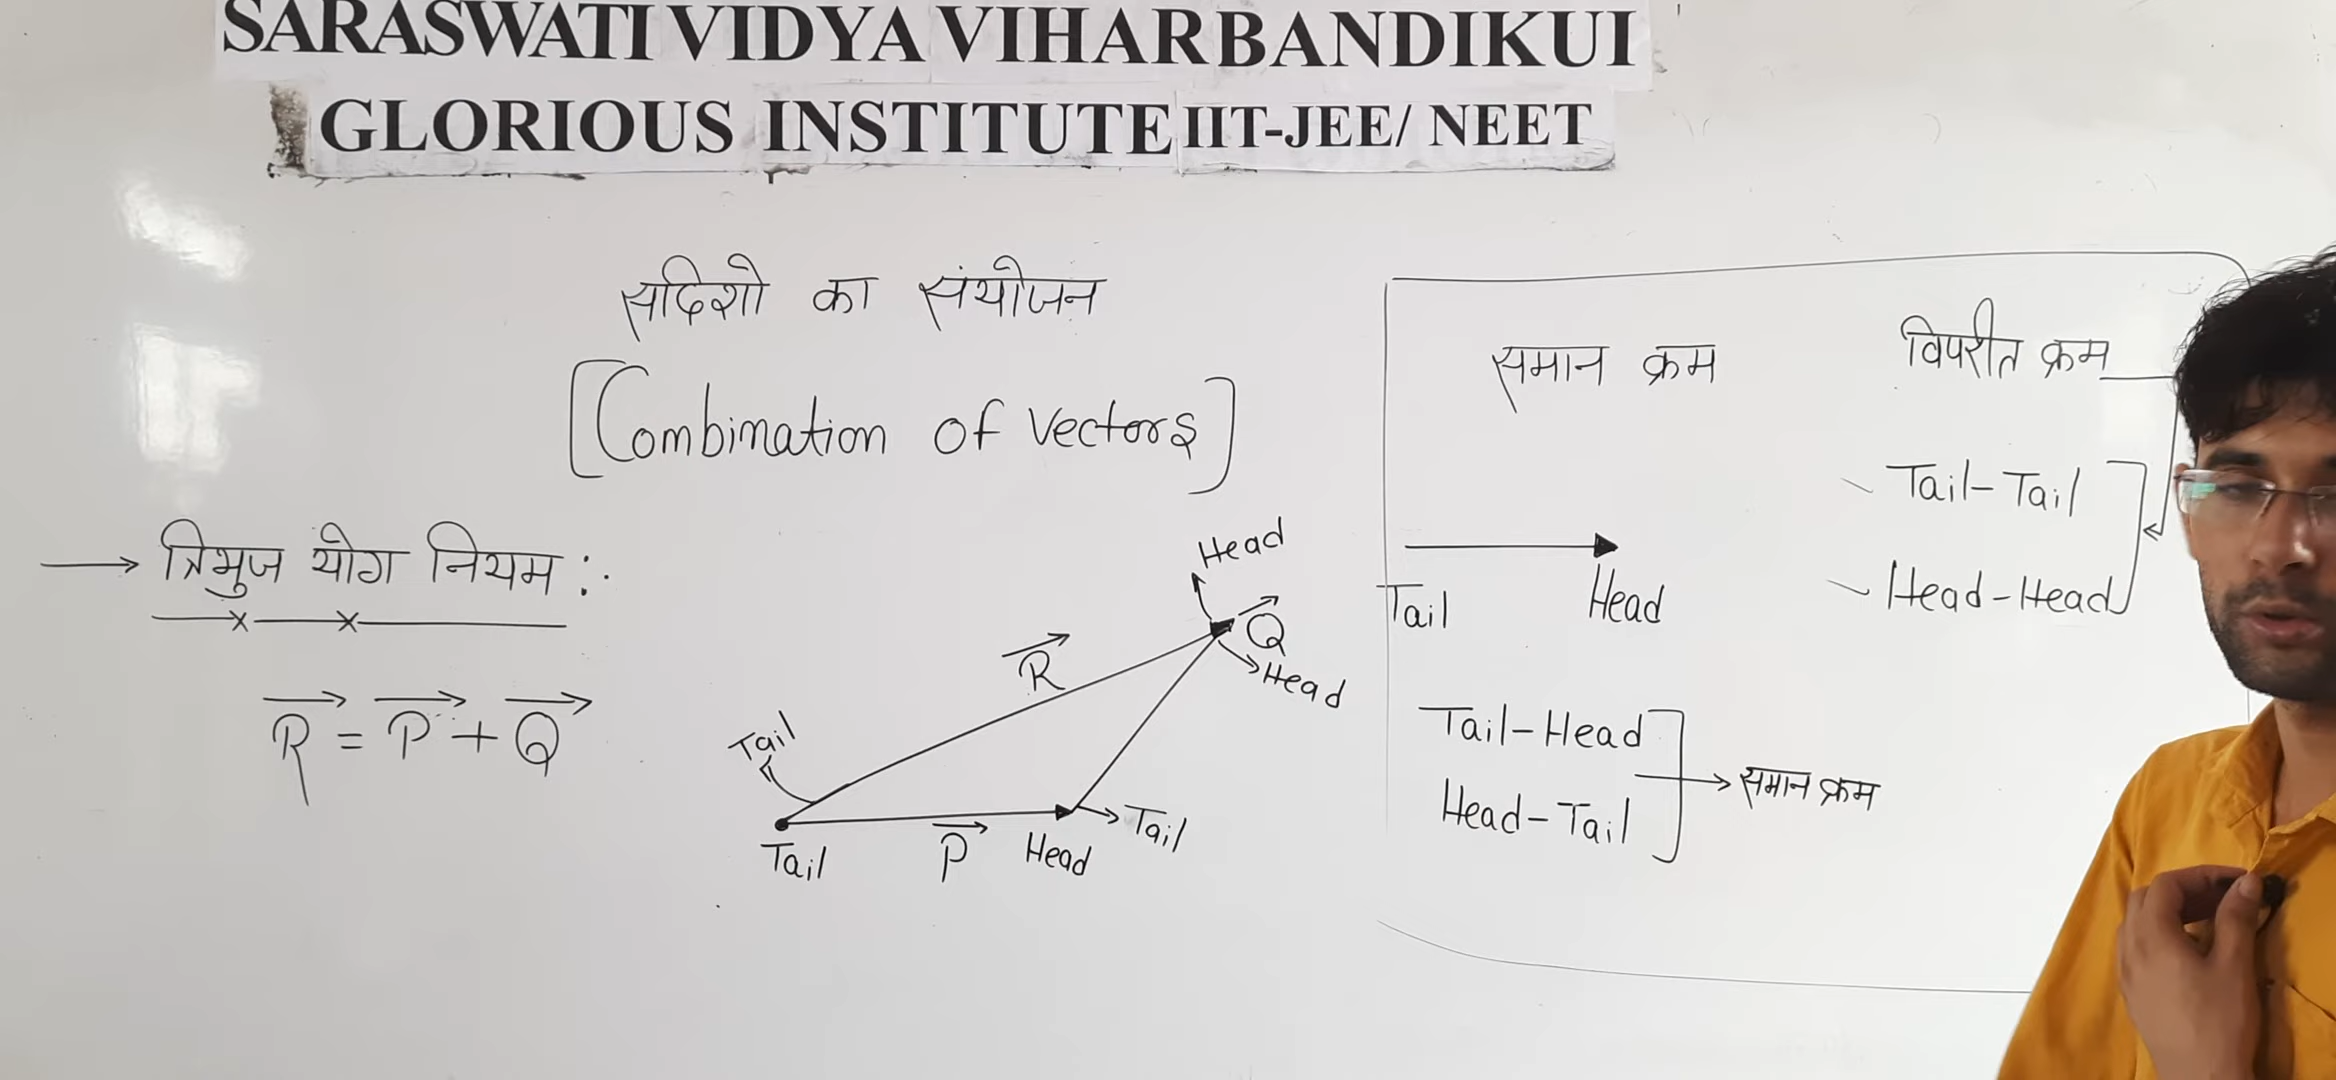 SARASWATI VIDYA VIHAR BANDIKUI
GLORIOUS INSTITUTE IIT-JEE/ NEET
सदिशो का संयोजन
[Combination of vectors]
→ त्रिभुज योग नियम :.
R = P + Q
Head
Q
Head
R
Tail
Tail
P
Head
Tail
समान क्रम
विपरीत क्रम
Tail-Tail
Head-Head
Tail
Head
Tail-Head
Head-Tail
→ समान क्रम